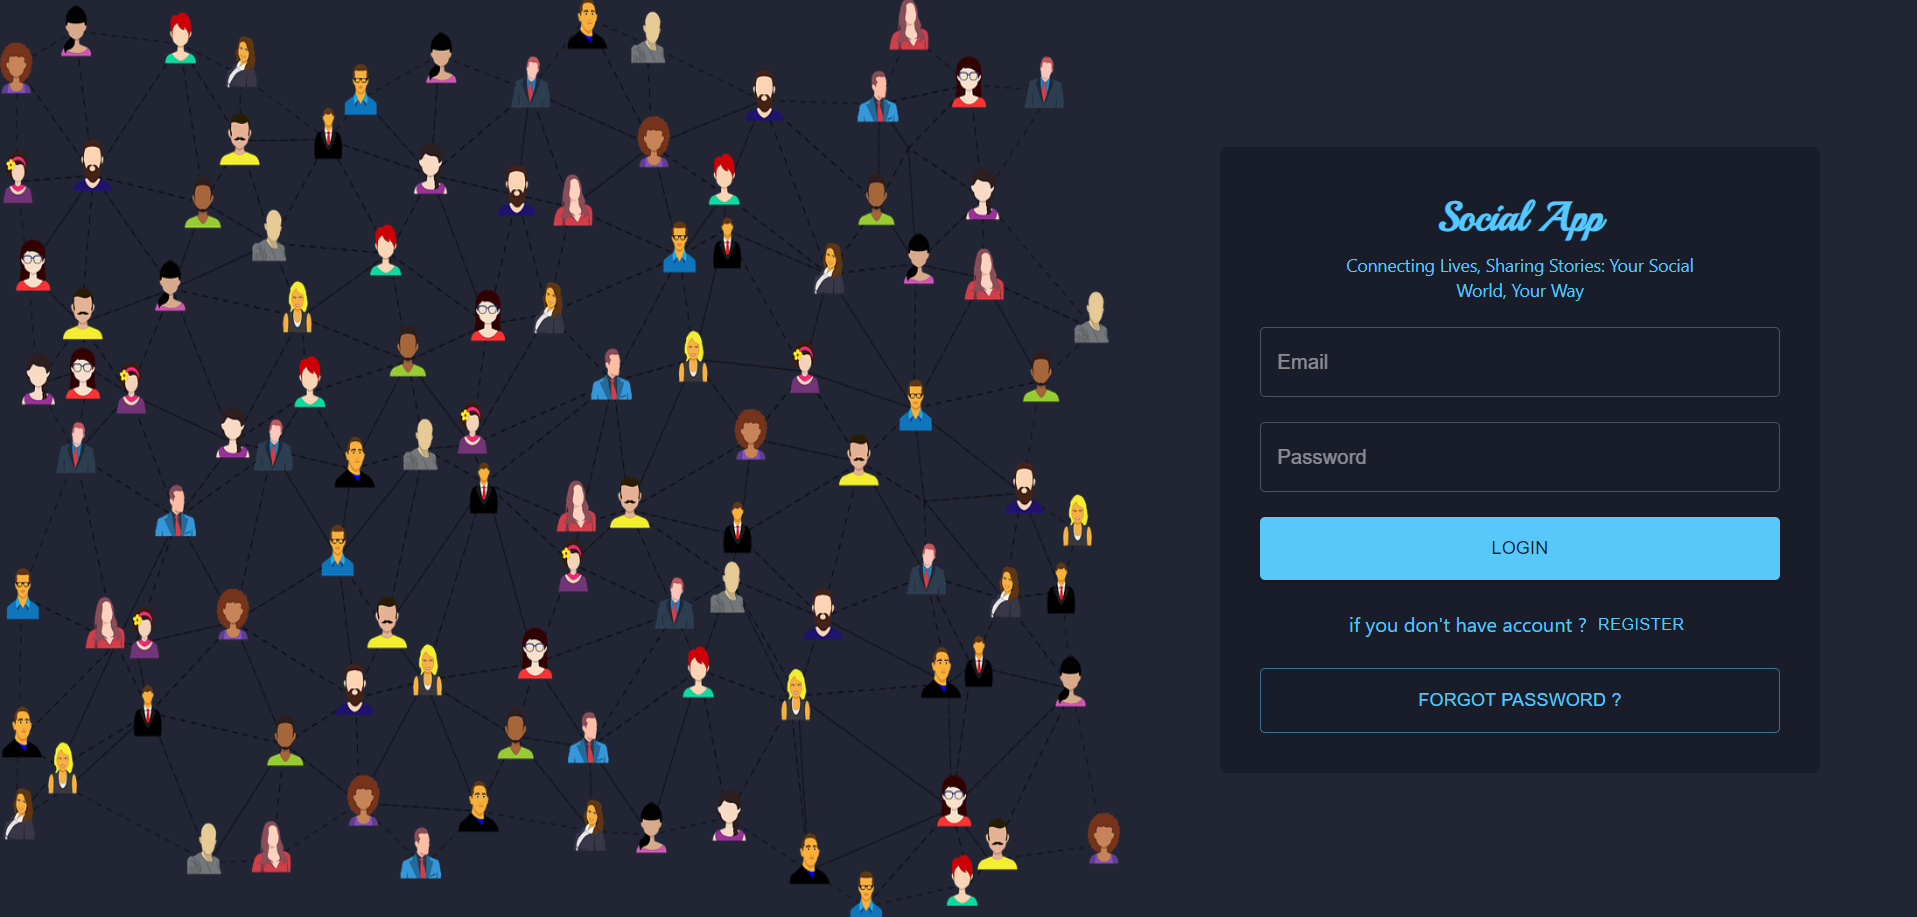 Social App
Connecting Lives, Sharing Stories: Your Social
World, Your Way
Email
Password
LOGIN
if you don't have account ? REGISTER
FORGOT PASSWORD ?